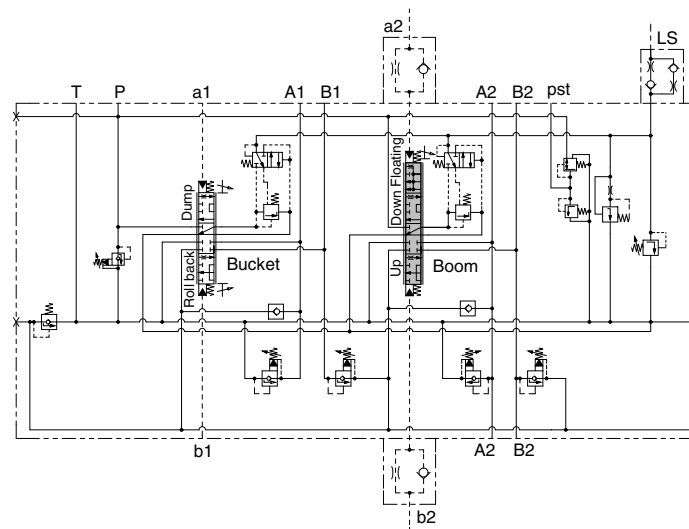 a2
LS
T P a1 A1 B1 A2 B2 pst
Dump
Down Floating
Roll back
Bucket
Up
Boom
b1 A2 B2
b2